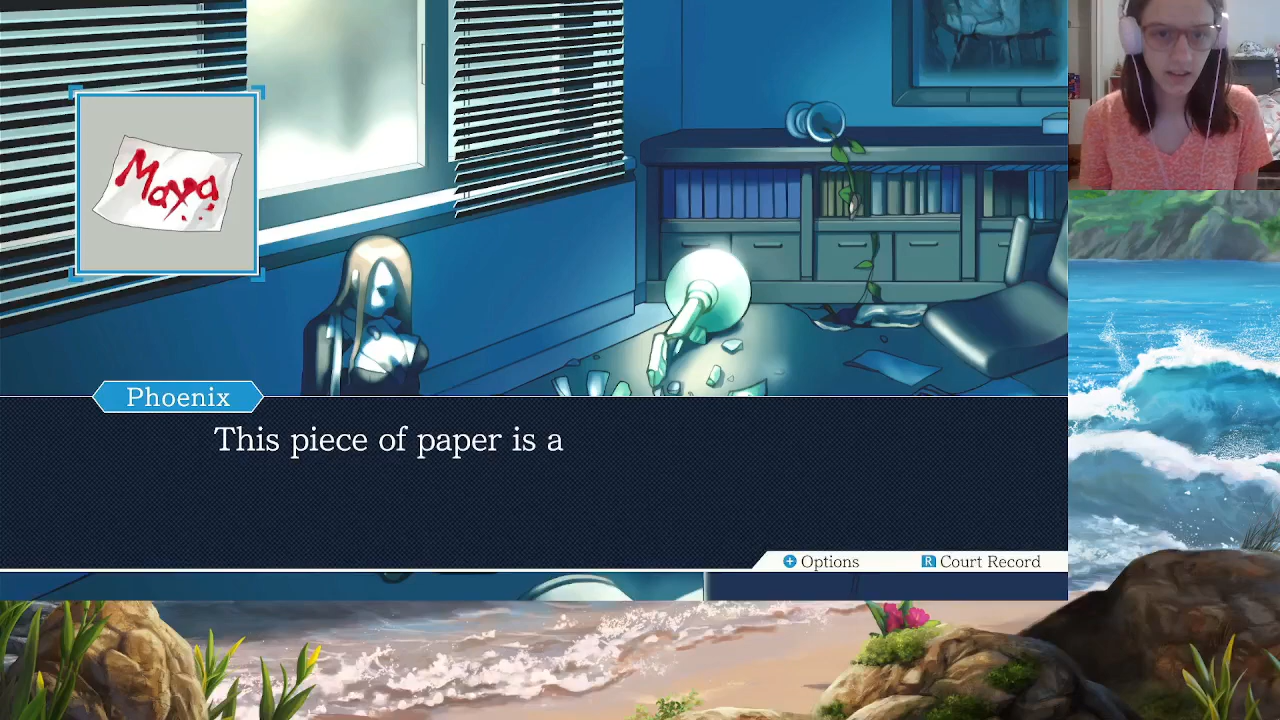 Maya
Phoenix
This piece of paper is a
+ Options
R Court Record